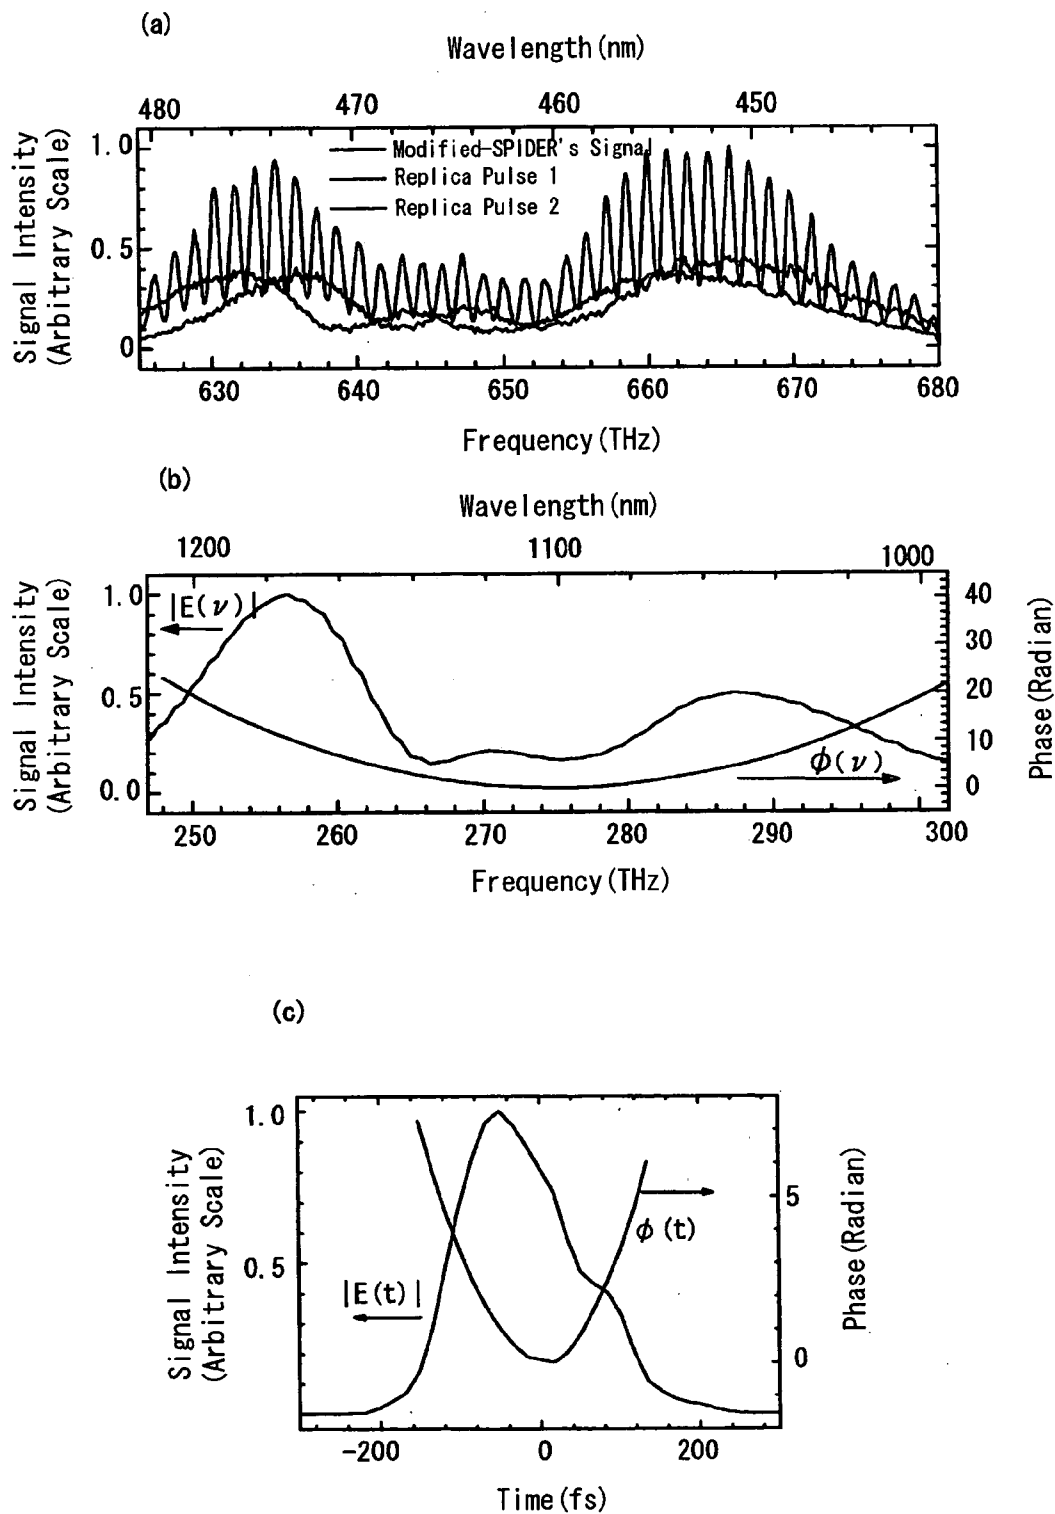 (a)
Wavelength(nm)
480 470 460 450
Signal Intensity
(Arbitrary Scale)
1.0
0.5
0
Modified-SPIDER's Signal
Replica Pulse 1
Replica Pulse 2
630 640 650 660 670 680
Frequency(THz)
(b)
Wavelength(nm)
1200 1100 1000
Signal Intensity
(Arbitrary Scale)
1.0
0.5
0.0
|E(ν)|
ϕ(ν)
40
30
20
10
0
Phase(Radian)
250 260 270 280 290 300
Frequency(THz)
(c)
Signal Intensity
(Arbitrary Scale)
1.0
0.5
|E(t)|
ϕ(t)
5
0
Phase(Radian)
-200 0 200
Time(fs)